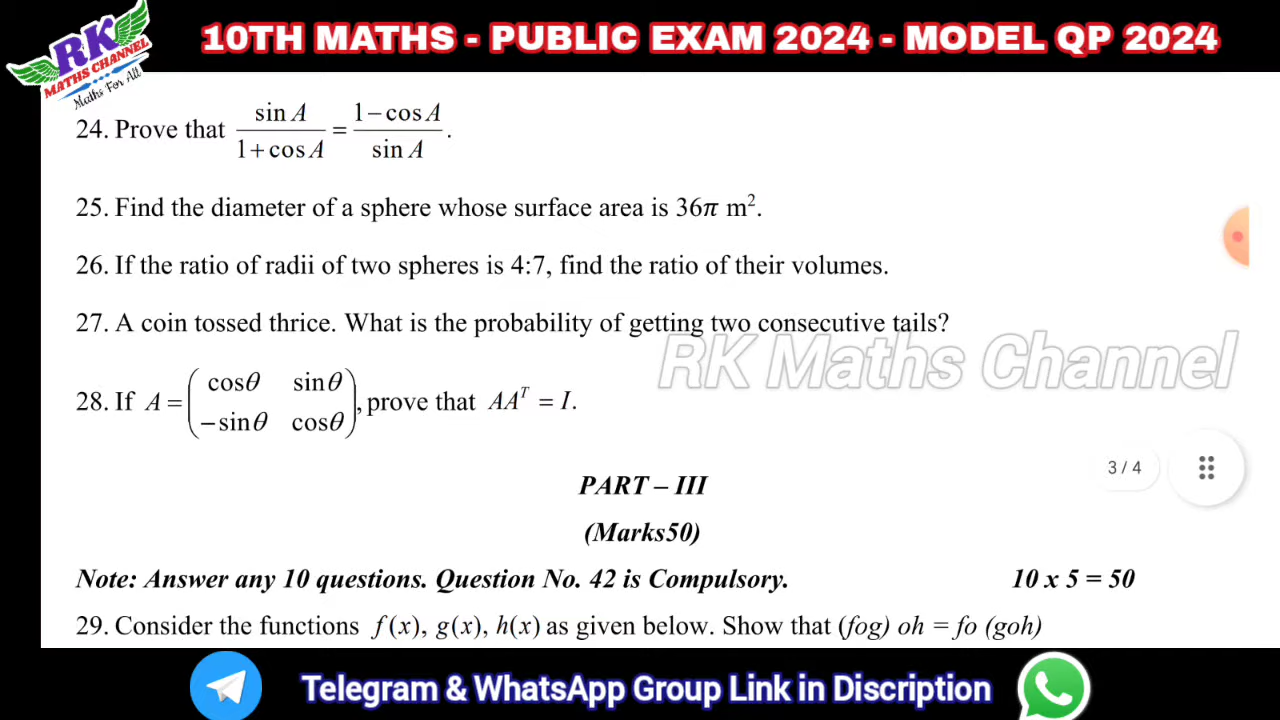 RK
MATHS CHANNEL
Maths For All
10TH MATHS - PUBLIC EXAM 2024 - MODEL QP 2024
24. Prove that sin A / (1 + cos A) = (1 − cos A) / sin A .
25. Find the diameter of a sphere whose surface area is 36π m².
26. If the ratio of radii of two spheres is 4:7, find the ratio of their volumes.
27. A coin tossed thrice. What is the probability of getting two consecutive tails?
RK Maths Channel
28. If A = ( cosθ sinθ
−sinθ cosθ ), prove that AAᵀ = I.
3 / 4
PART – III
(Marks50)
Note: Answer any 10 questions. Question No. 42 is Compulsory. 10 x 5 = 50
29. Consider the functions f(x), g(x), h(x) as given below. Show that (fog) oh = fo (goh)
Telegram & WhatsApp Group Link in Discription